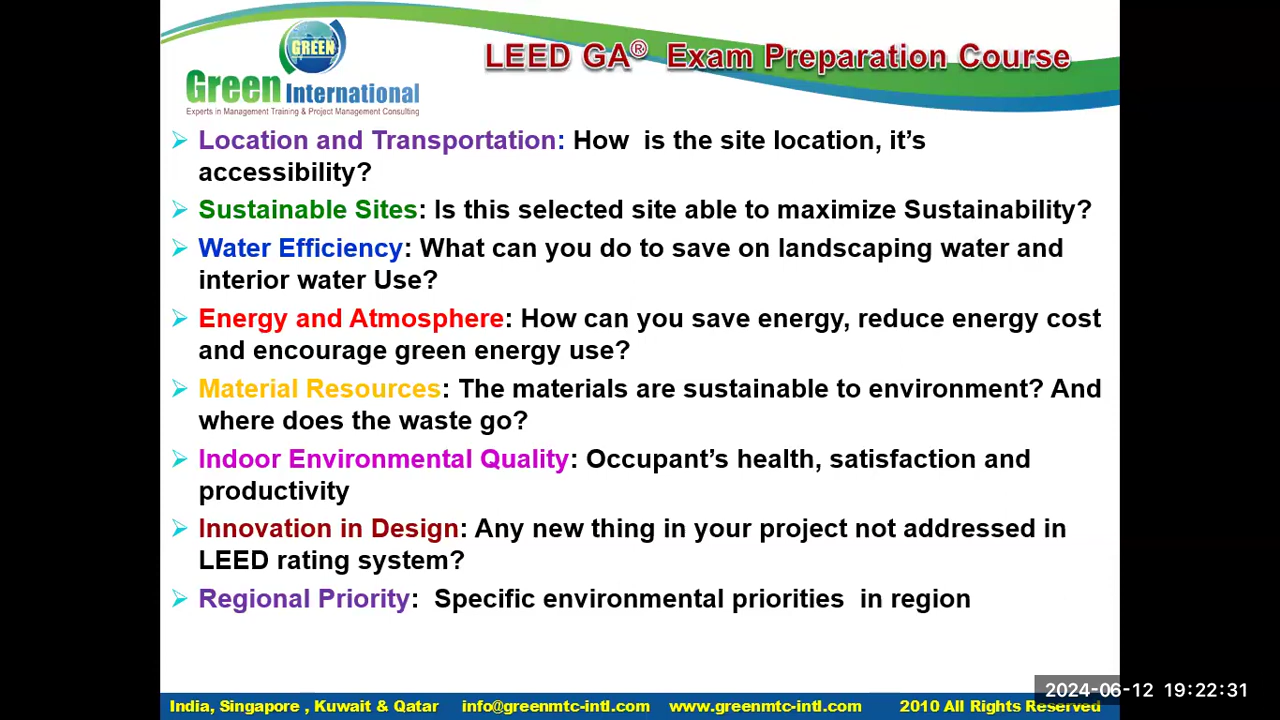 GREEN
Green International
Experts in Management Training & Project Management Consulting
LEED GA® Exam Preparation Course
Location and Transportation: How is the site location, it’s
accessibility?
Sustainable Sites: Is this selected site able to maximize Sustainability?
Water Efficiency: What can you do to save on landscaping water and
interior water Use?
Energy and Atmosphere: How can you save energy, reduce energy cost
and encourage green energy use?
Material Resources: The materials are sustainable to environment? And
where does the waste go?
Indoor Environmental Quality: Occupant’s health, satisfaction and
productivity
Innovation in Design: Any new thing in your project not addressed in
LEED rating system?
Regional Priority: Specific environmental priorities in region
2024-06-12 19:22:31
India, Singapore , Kuwait & Qatar info@greenmtc-intl.com www.greenmtc-intl.com 2010 All Rights Reserved